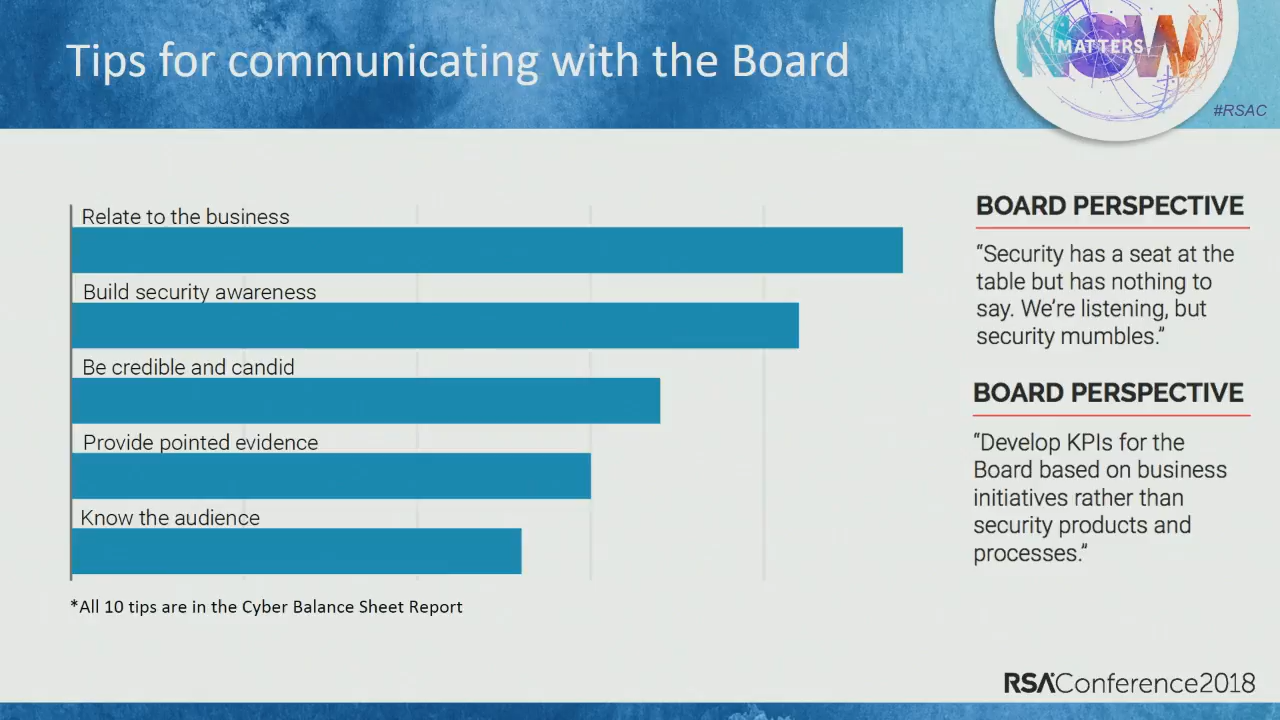 Tips for communicating with the Board
NOW
MATTERS
#RSAC
Relate to the business
Build security awareness
Be credible and candid
Provide pointed evidence
Know the audience
*All 10 tips are in the Cyber Balance Sheet Report
BOARD PERSPECTIVE
“Security has a seat at the
table but has nothing to
say. We’re listening, but
security mumbles.”
BOARD PERSPECTIVE
“Develop KPIs for the
Board based on business
initiatives rather than
security products and
processes.”
RSAConference2018